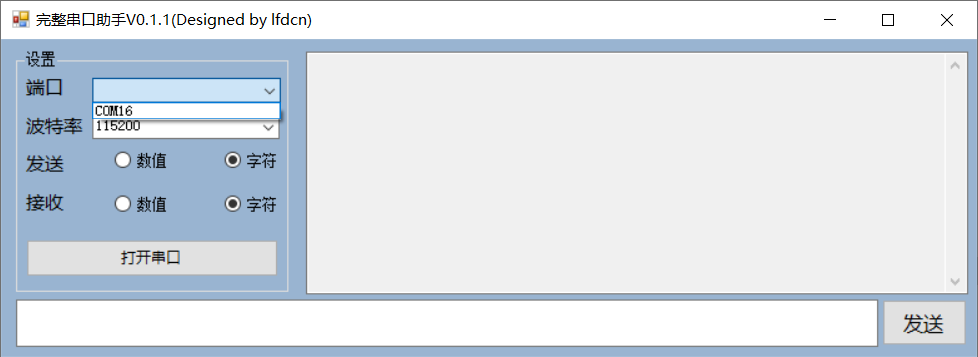 完整串口助手V0.1.1(Designed by lfdcn)
设置
端口
COM16
波特率 115200
发送 数值 字符
接收 数值 字符
打开串口
发送